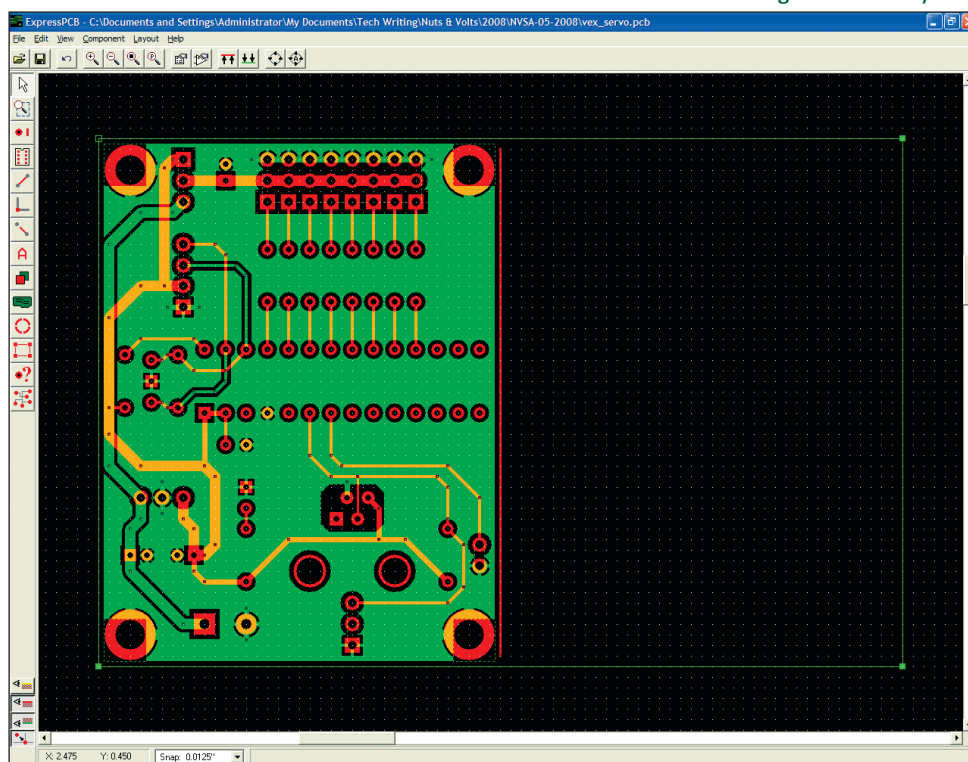 ExpressPCB - C:\Documents and Settings\Administrator\My Documents\Tech Writing\Nuts & Volts\2008\NVSA-05-2008\vex_servo.pcb
File Edit View Component Layout Help
A
?
X: 2.475 Y: 0.450 Snap: 0.0125"